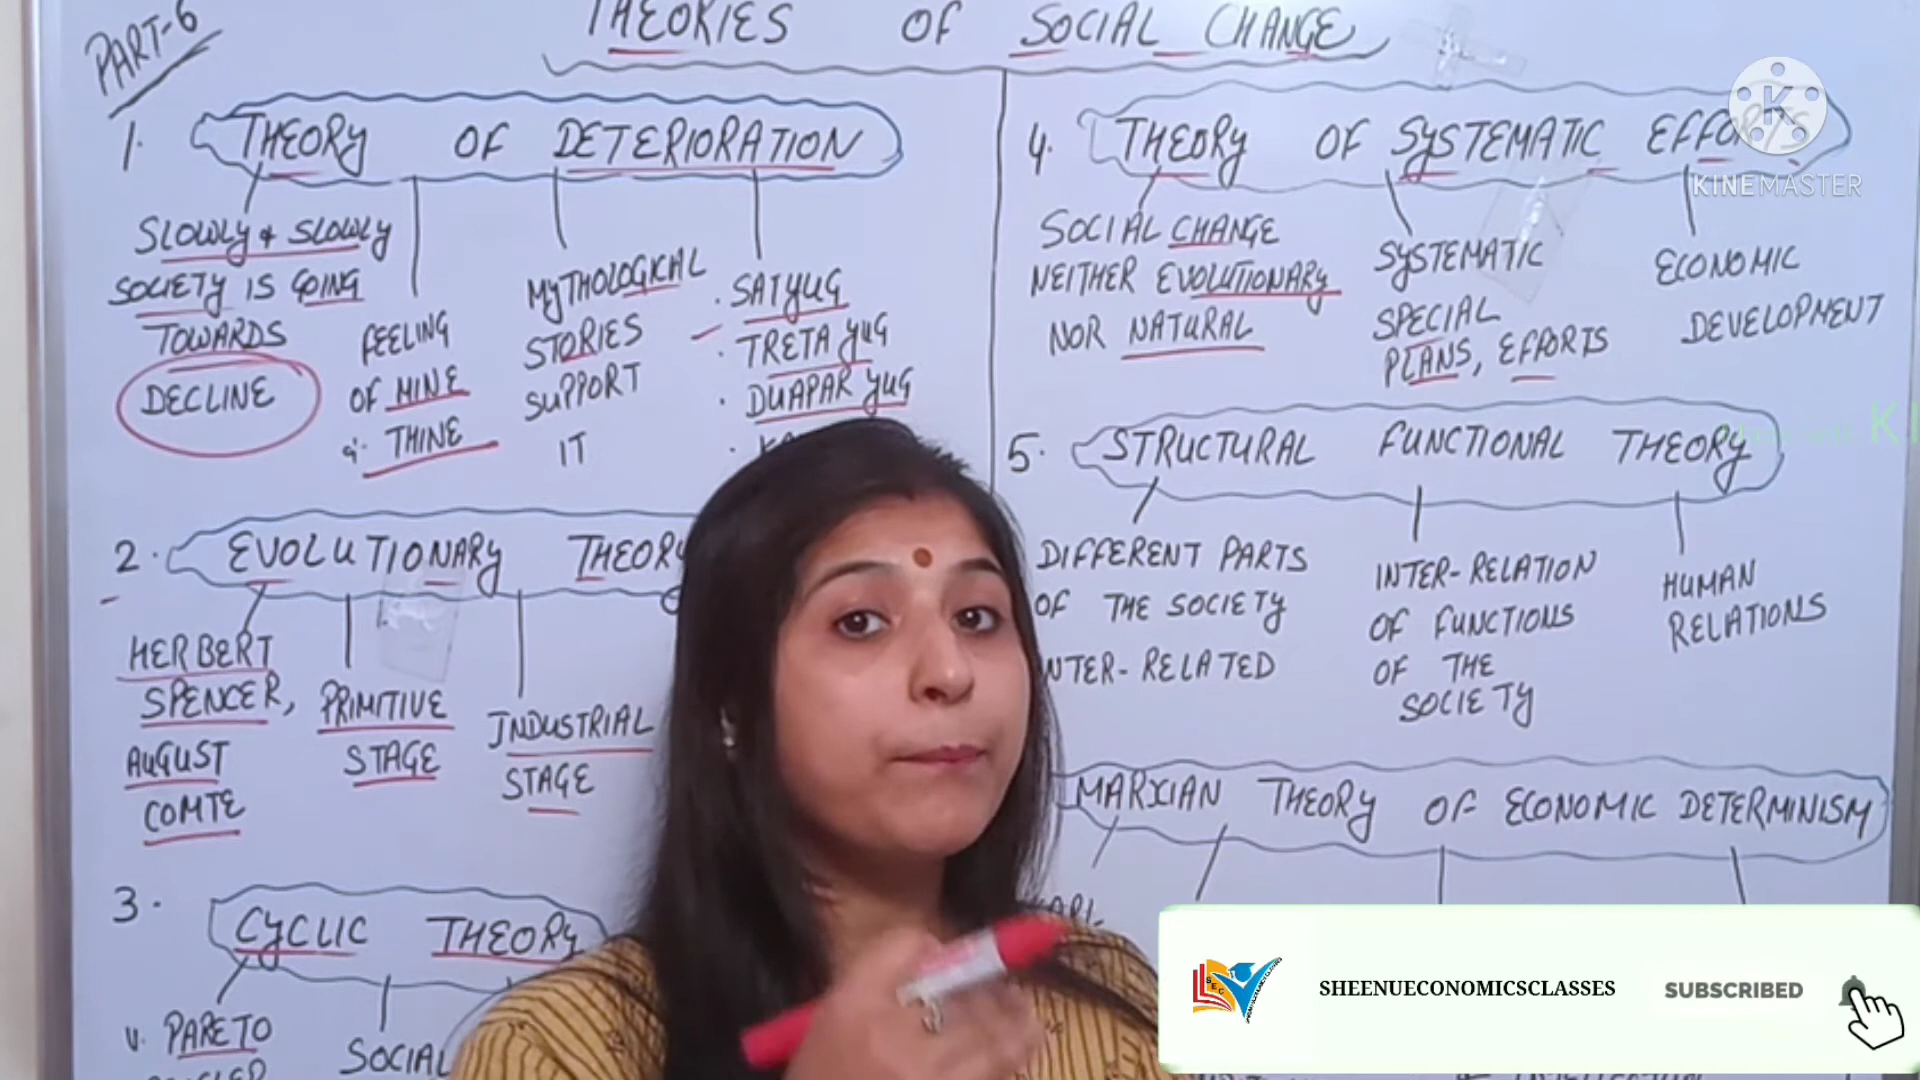 PART-6
THEORIES OF SOCIAL CHANGE
1. THEORY OF DETERIORATION
SLOWLY & SLOWLY
SOCIETY IS GOING
TOWARDS
DECLINE
FEELING
OF MINE
& THINE
MYTHOLOGICAL
STORIES
SUPPORT
IT
. SATYUG
. TRETA YUG
. DUAPAR YUG
2. EVOLUTIONARY THEORY
HERBERT
SPENCER,
AUGUST
COMTE
PRIMITIVE
STAGE
INDUSTRIAL
STAGE
3. CYCLIC THEORY
V. PARETO
SOCIAL
4. THEORY OF SYSTEMATIC EFFORTS
SOCIAL CHANGE
NEITHER EVOLUTIONARY
NOR NATURAL
SYSTEMATIC
SPECIAL
PLANS, EFFORTS
ECONOMIC
DEVELOPMENT
5. STRUCTURAL FUNCTIONAL THEORY
DIFFERENT PARTS
OF THE SOCIETY
INTER-RELATED
INTER-RELATION
OF FUNCTIONS
OF THE
SOCIETY
HUMAN
RELATIONS
MARXIAN THEORY OF ECONOMIC DETERMINISM
K
KINEMASTER
SEC
SHEENUECONOMICSCLASSES
SUBSCRIBED